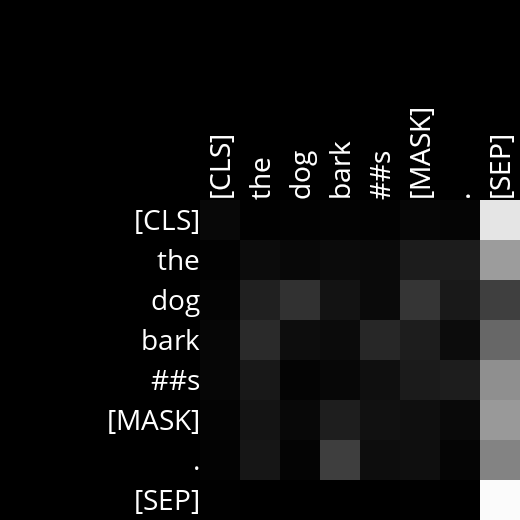 [CLS] the dog bark ##s [MASK] . [SEP]
[CLS]
the
dog
bark
##s
[MASK]
.
[SEP]